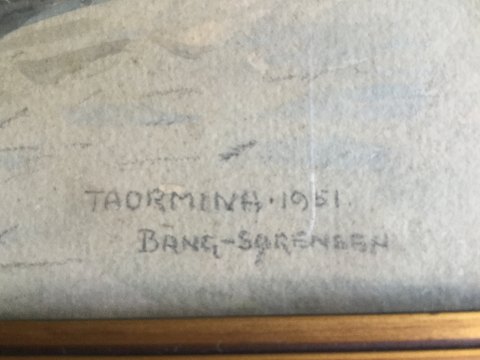 TAORMINA · 1951
BANG-SØRENSEN